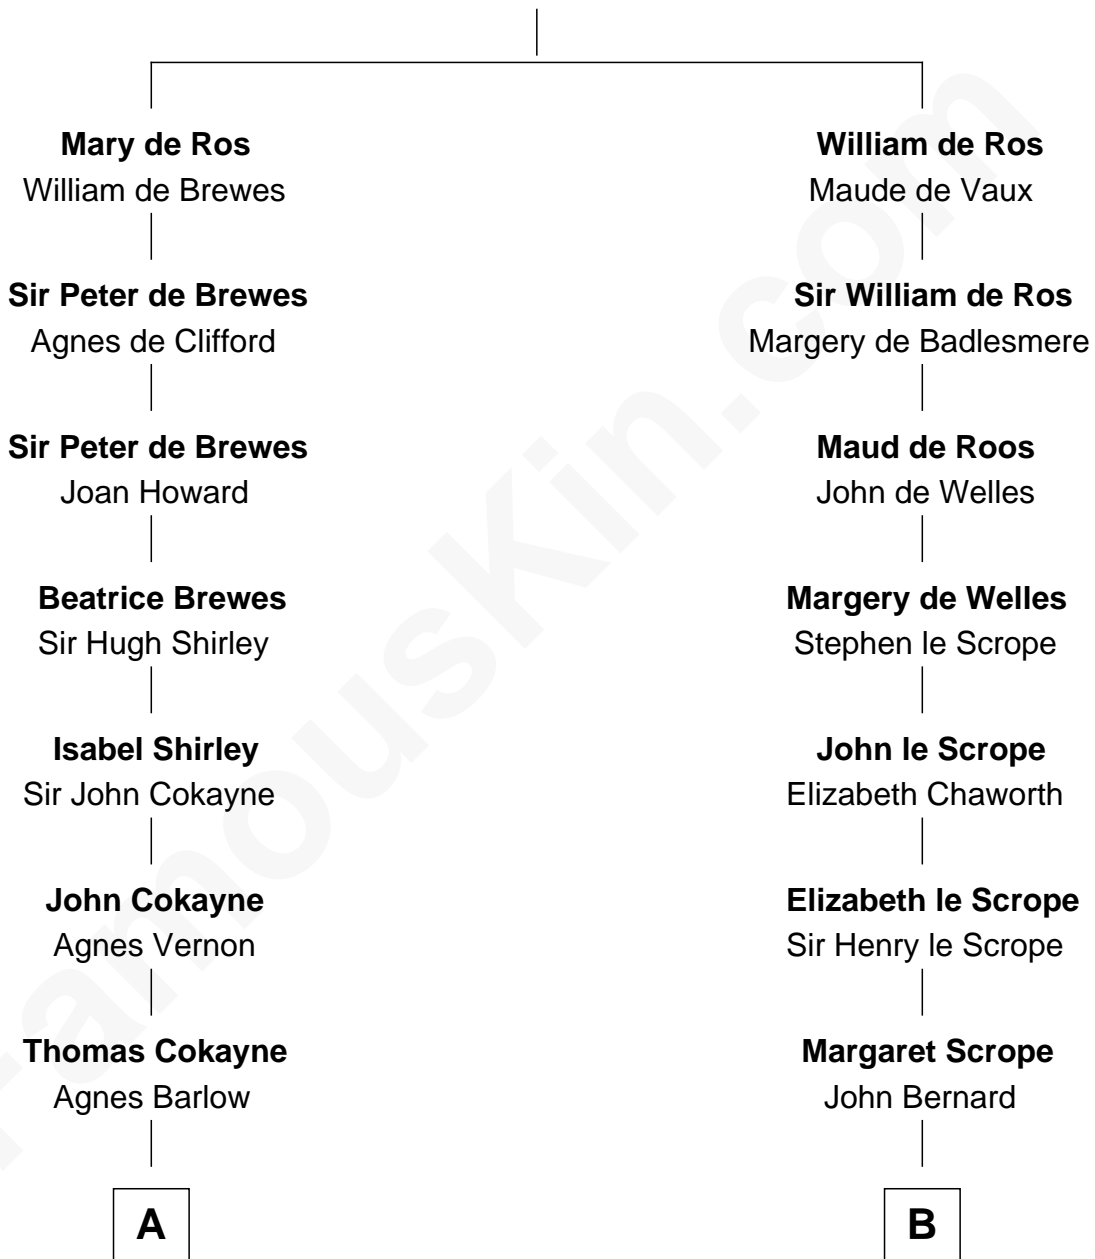 Mary de Ros
William de Brewes
William de Ros
Maude de Vaux
Sir Peter de Brewes
Agnes de Clifford
Sir William de Ros
Margery de Badlesmere
Sir Peter de Brewes
Joan Howard
Maud de Roos
John de Welles
Beatrice Brewes
Sir Hugh Shirley
Margery de Welles
Stephen le Scrope
Isabel Shirley
Sir John Cokayne
John le Scrope
Elizabeth Chaworth
John Cokayne
Agnes Vernon
Elizabeth le Scrope
Sir Henry le Scrope
Thomas Cokayne
Agnes Barlow
Margaret Scrope
John Bernard
A
B
FamousKin.com